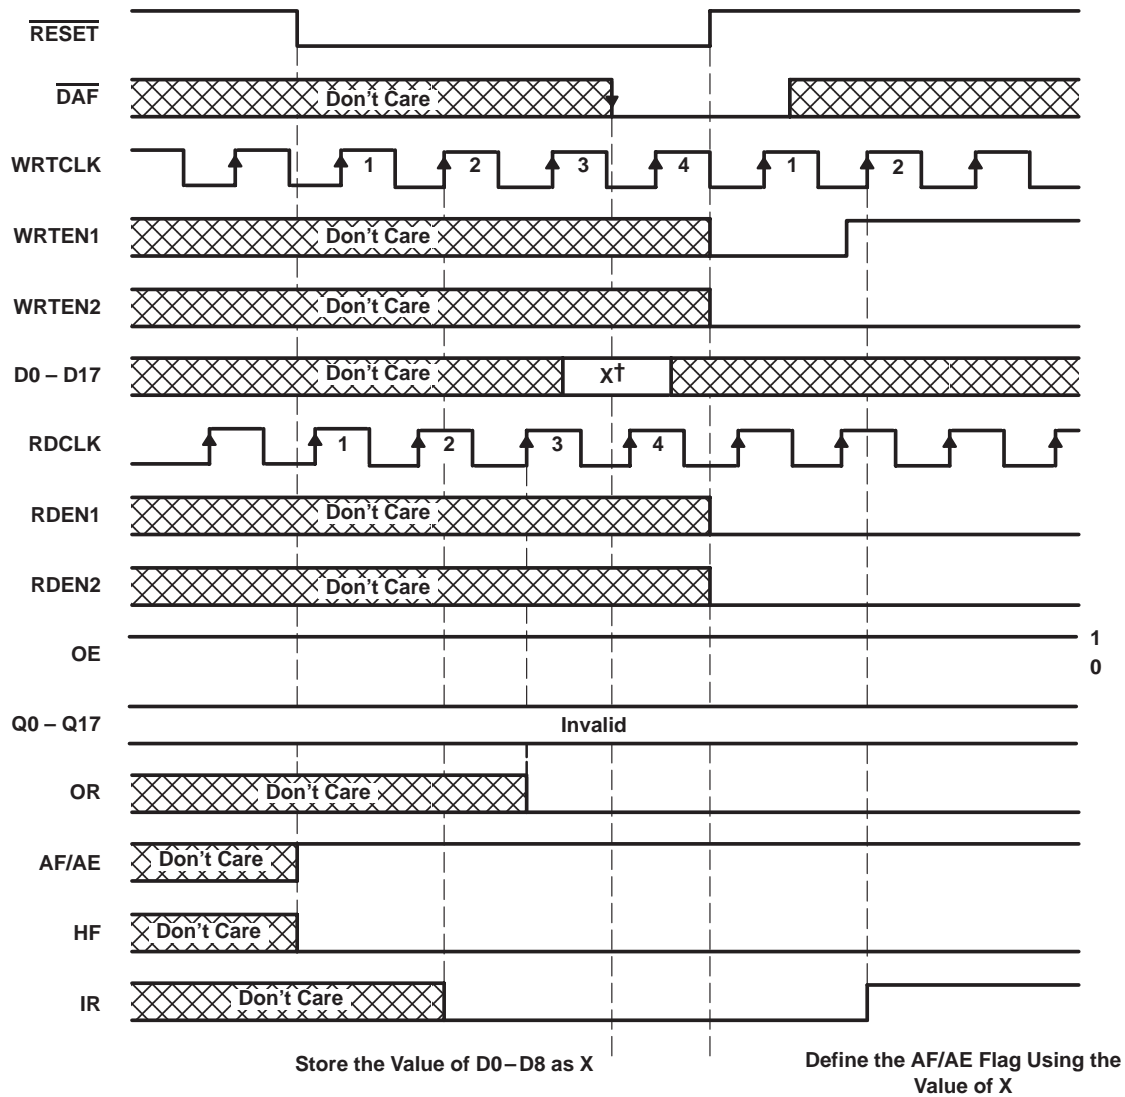 RESET
DAF Don't Care
WRTCLK 1 2 3 4 1 2
WRTEN1 Don't Care
WRTEN2 Don't Care
D0 – D17 Don't Care X†
RDCLK 1 2 3 4
RDEN1 Don't Care
RDEN2 Don't Care
OE 1
0
Q0 – Q17 Invalid
OR Don't Care
AF/AE Don't Care
HF Don't Care
IR Don't Care
Store the Value of D0–D8 as X
Define the AF/AE Flag Using the
Value of X